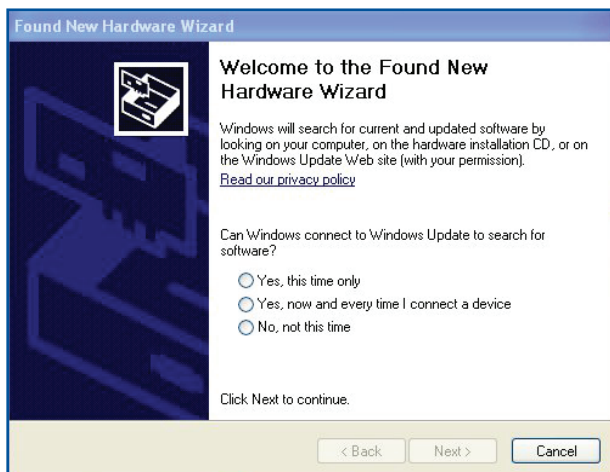 Found New Hardware Wizard
Welcome to the Found New
Hardware Wizard
Windows will search for current and updated software by
looking on your computer, on the hardware installation CD, or on
the Windows Update Web site (with your permission).
Read our privacy policy
Can Windows connect to Windows Update to search for
software?
Yes, this time only
Yes, now and every time I connect a device
No, not this time
Click Next to continue.
< Back
Next >
Cancel